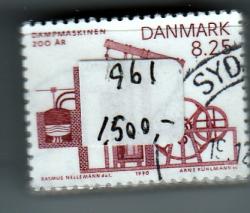 DAMPMASKINEN
200 ÅR
DANMARK
8.25
961
1500,-
SYD
RASMUS NELLEMANN del.
1990
ARNE KÜHLMANN sc.